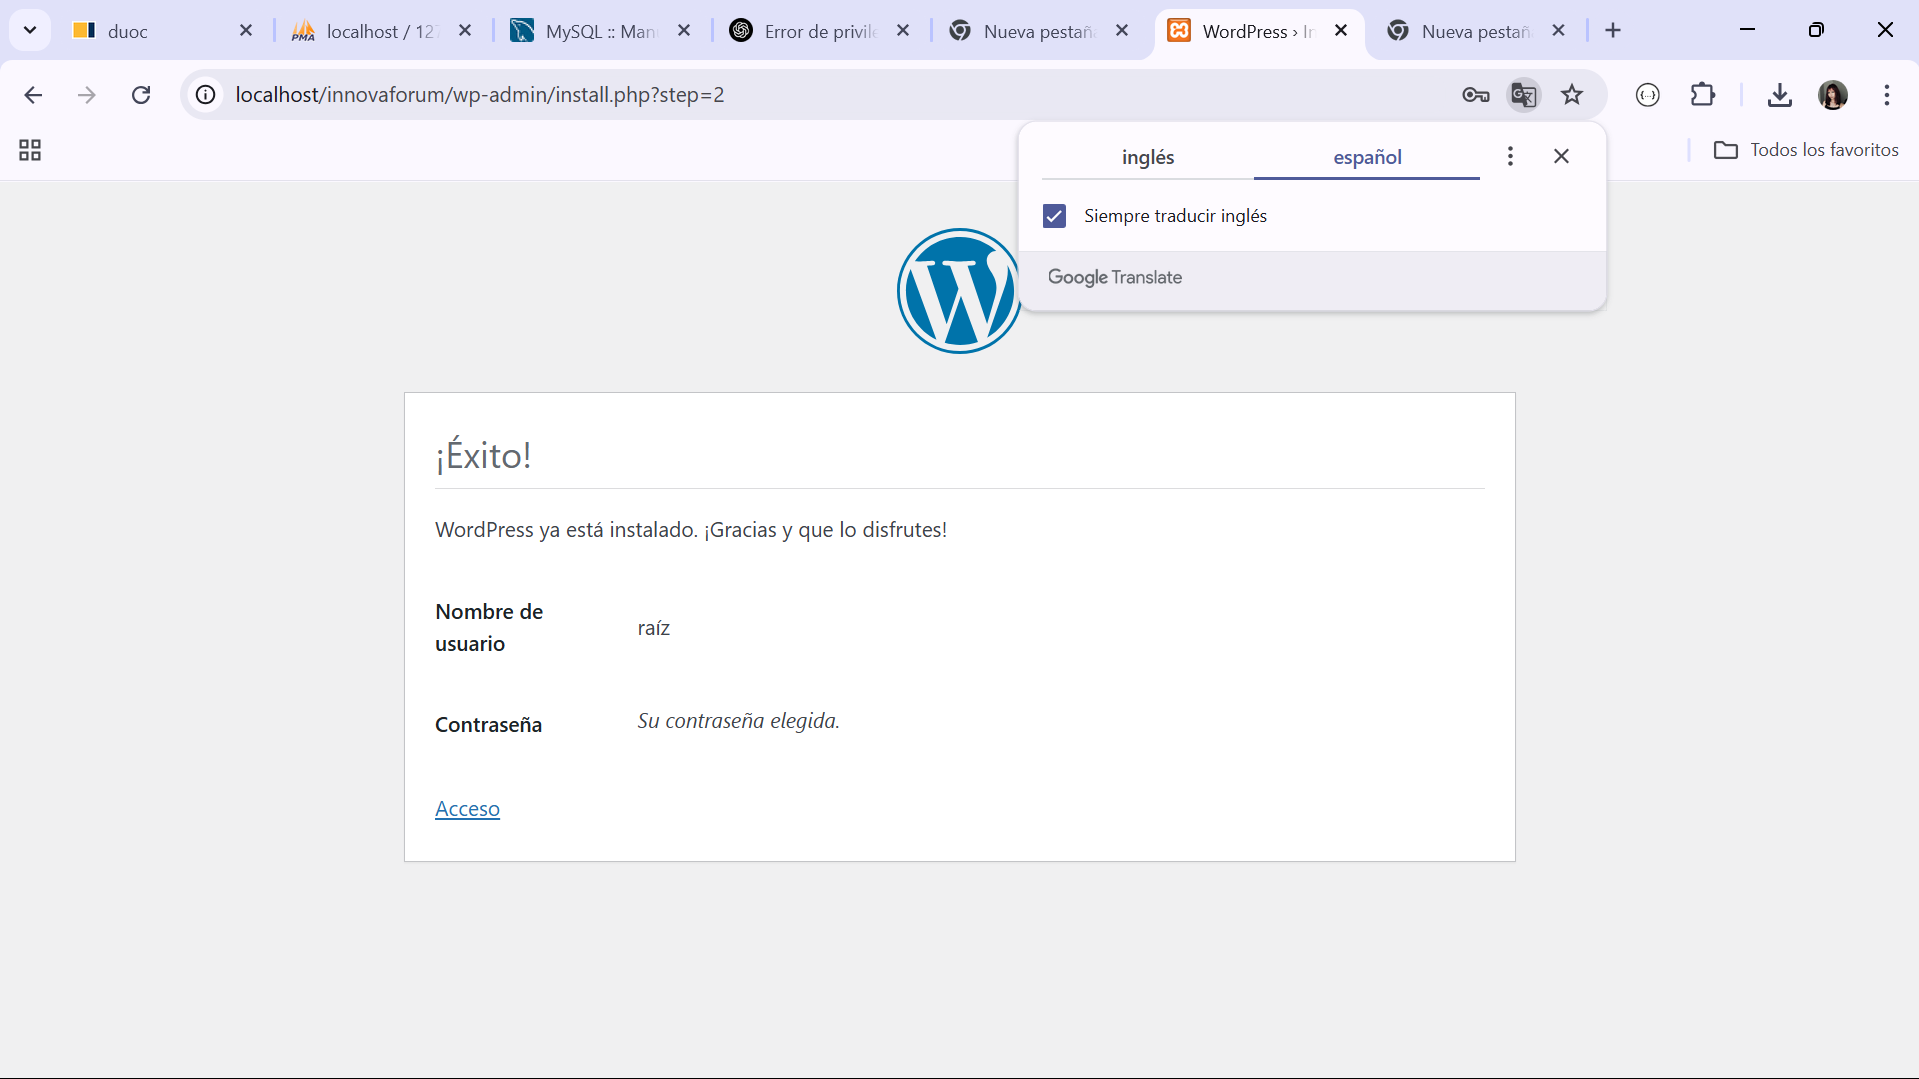 duoc
localhost / 127
MySQL :: Man
Error de privile
Nueva pestañ
WordPress › In
Nueva pestañ
localhost/innovaforum/wp-admin/install.php?step=2
Todos los favoritos
inglés
español
Siempre traducir inglés
Google Translate
¡Éxito!
WordPress ya está instalado. ¡Gracias y que lo disfrutes!
Nombre de
usuario
raíz
Contraseña
Su contraseña elegida.
Acceso